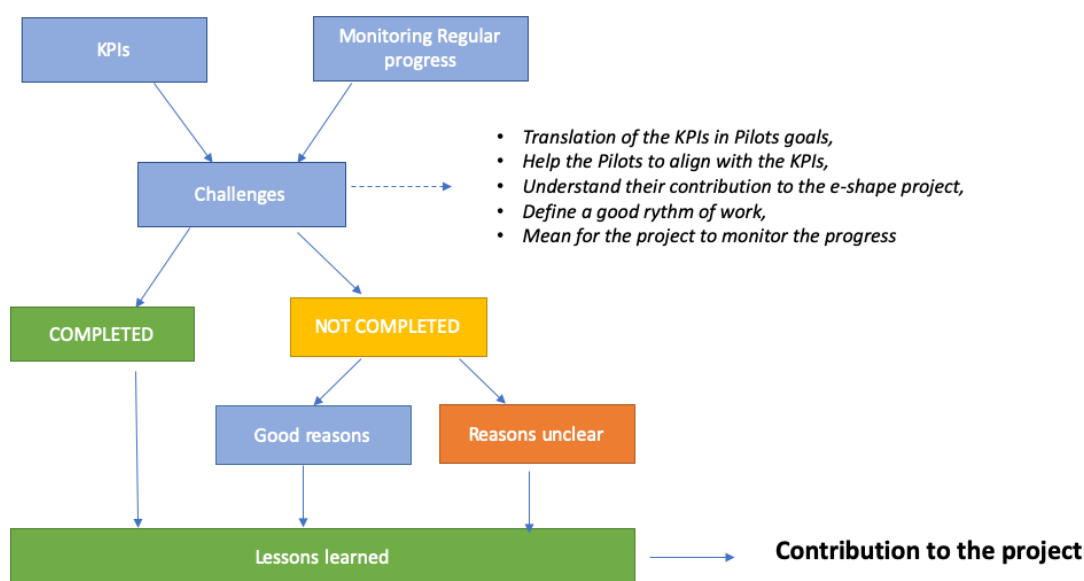 KPIs
Monitoring Regular
progress
Challenges
• Translation of the KPIs in Pilots goals,
• Help the Pilots to align with the KPIs,
• Understand their contribution to the e-shape project,
• Define a good rythm of work,
• Mean for the project to monitor the progress
COMPLETED
NOT COMPLETED
Good reasons
Reasons unclear
Lessons learned
Contribution to the project